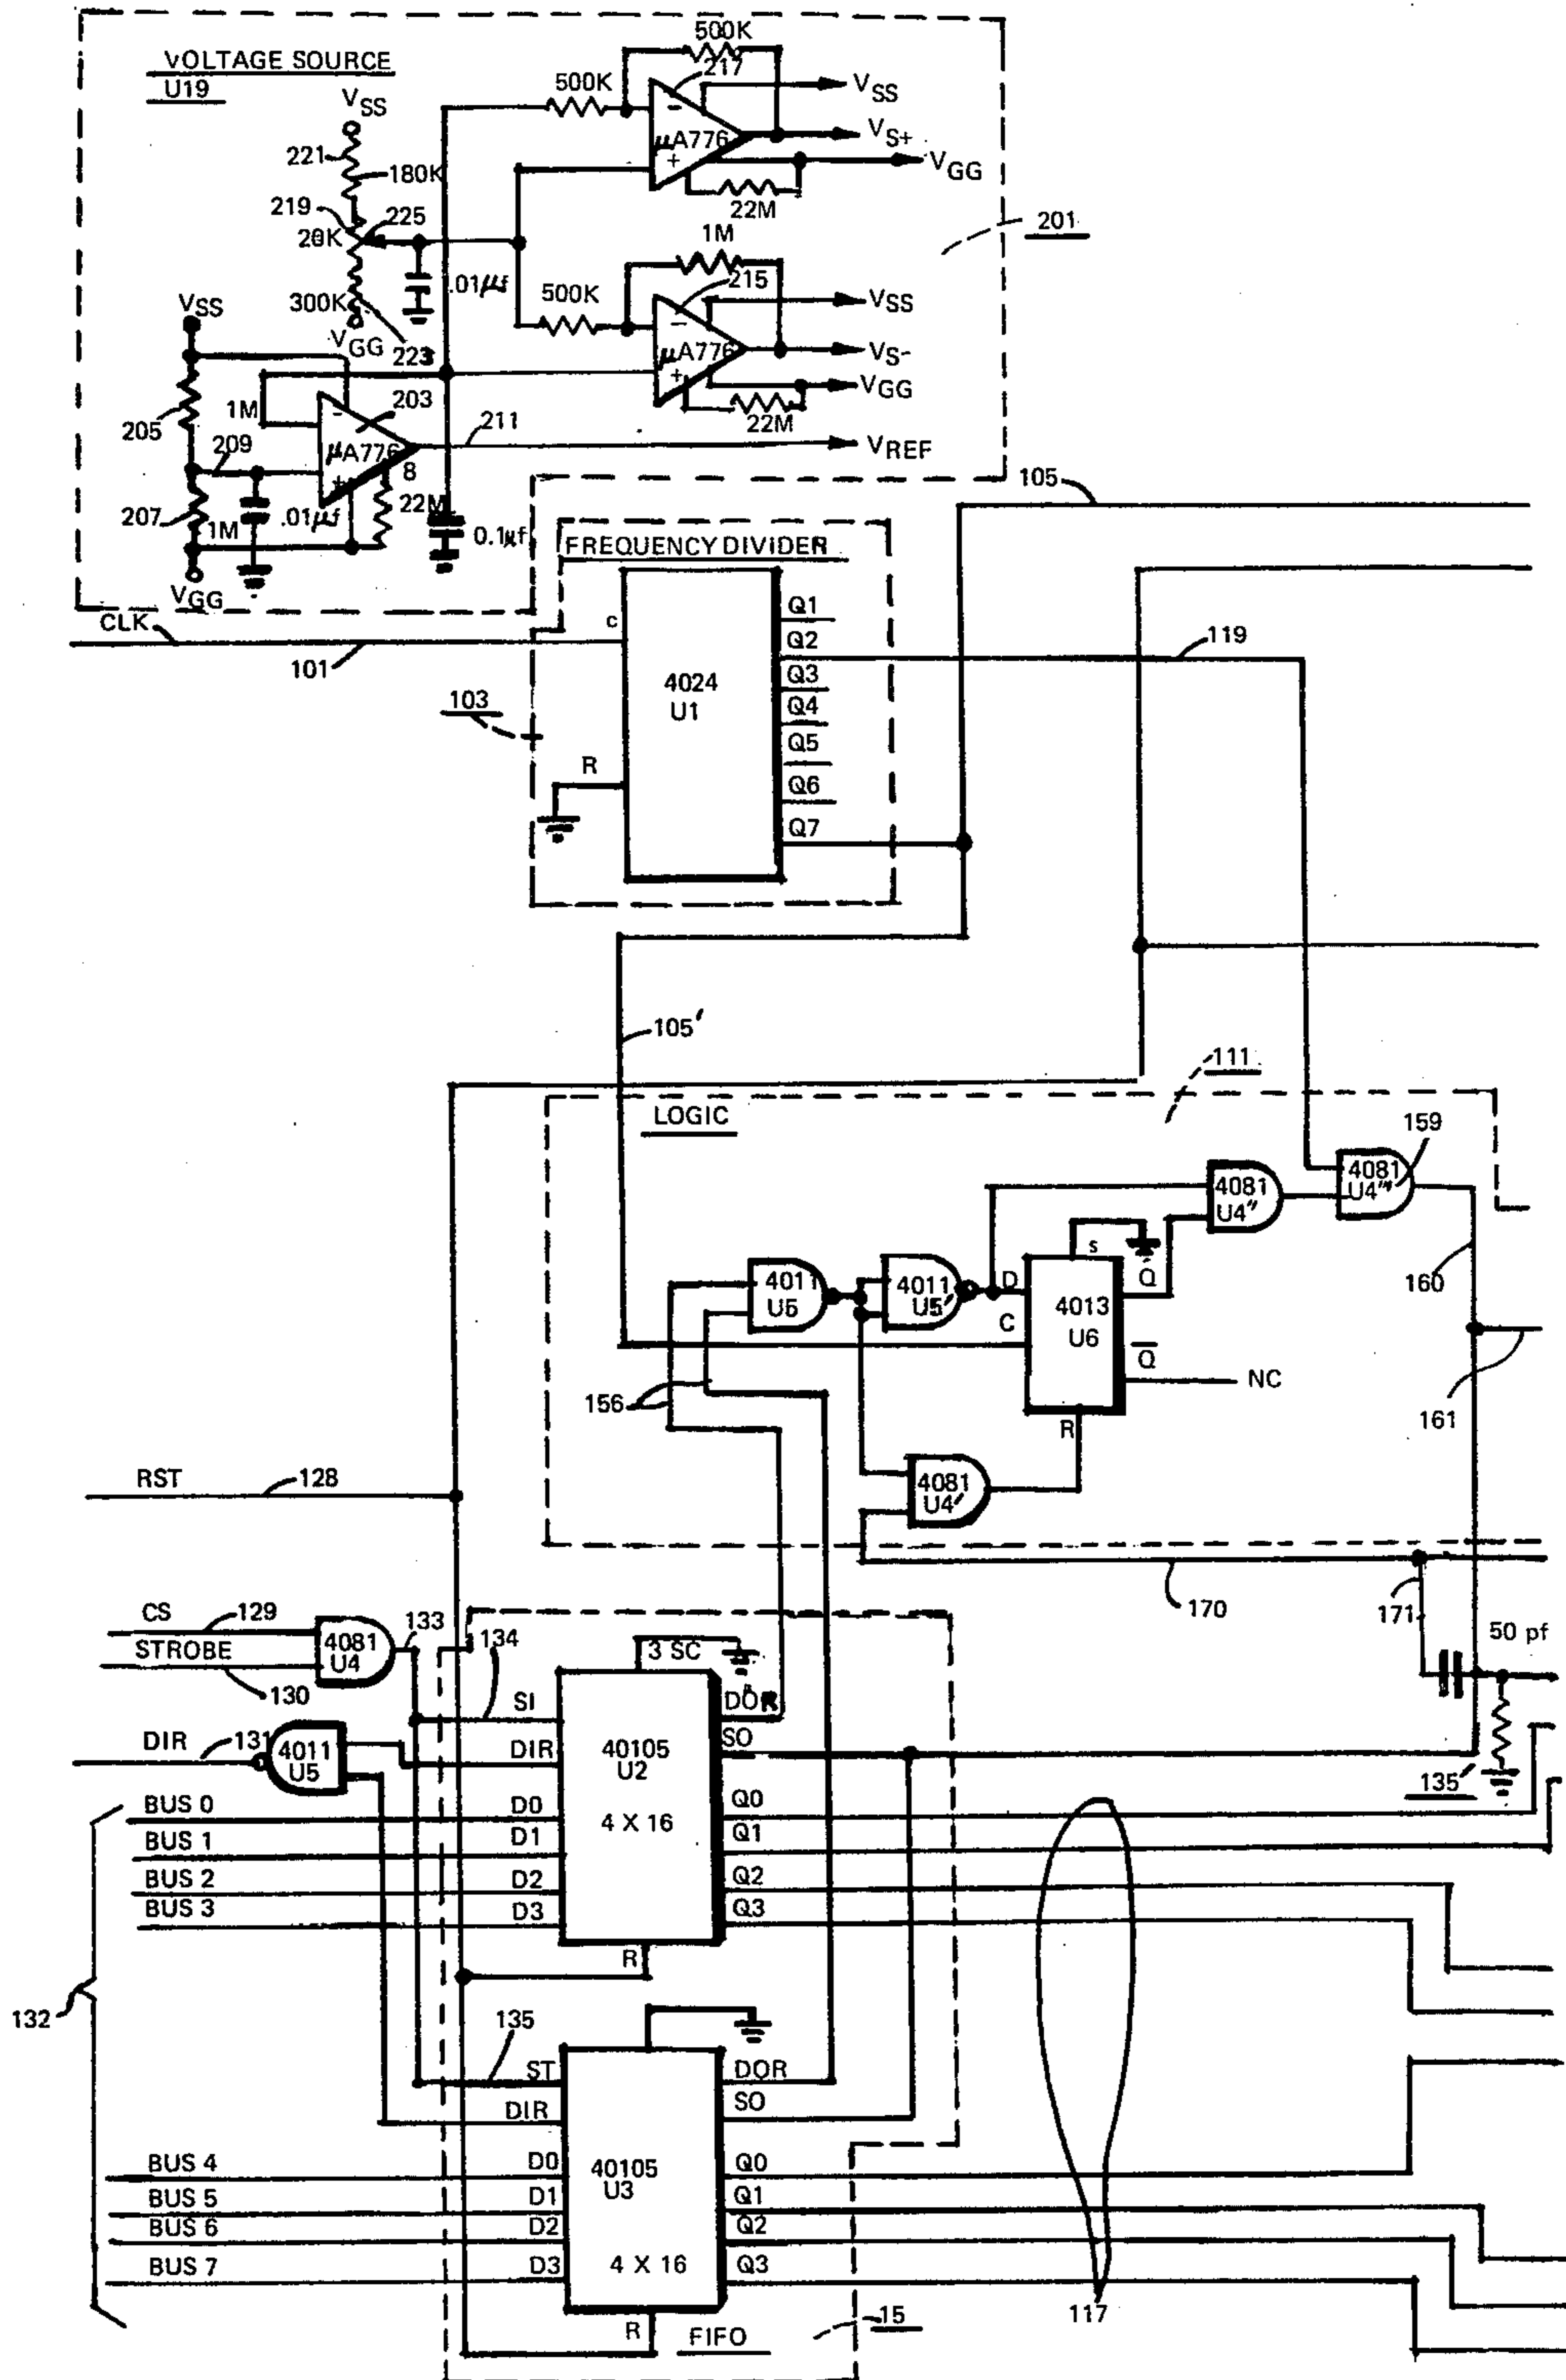 VOLTAGE SOURCE
U19
VSS
221
180K
219
225
20K
.01μf
300K
VGG
223
500K
217
500K
VSS
μA776
-
+
VS+
VGG
22M
201
1M
215
500K
VSS
-
μA776
+
VS-
VGG
22M
VSS
205
1M
203
-
μA776
+
8
209
211
VREF
207
1M
.01μf
22M
0.1μf
VGG
105
FREQUENCY DIVIDER
CLK
101
c
4024
U1
R
Q1
Q2
Q3
Q4
Q5
Q6
Q7
119
103
105'
111
LOGIC
159
4081
U4"
4081
U4"'
160
161
4011
U5
4011
U5'
D
C
s
4013
U6
Q
Q
R
NC
156
4081
U4'
RST
128
170
171
50 pf
135'
CS
129
STROBE
130
4081
U4
133
134
DIR
131
4011
U5
3 SC
SI
DIR
40105
U2
4 X 16
DOR
SO
BUS 0
BUS 1
BUS 2
BUS 3
D0
D1
D2
D3
Q0
Q1
Q2
Q3
R
132
135
ST
DIR
DOR
SO
40105
U3
4 X 16
BUS 4
BUS 5
BUS 6
BUS 7
D0
D1
D2
D3
Q0
Q1
Q2
Q3
R
FIFO
15
117